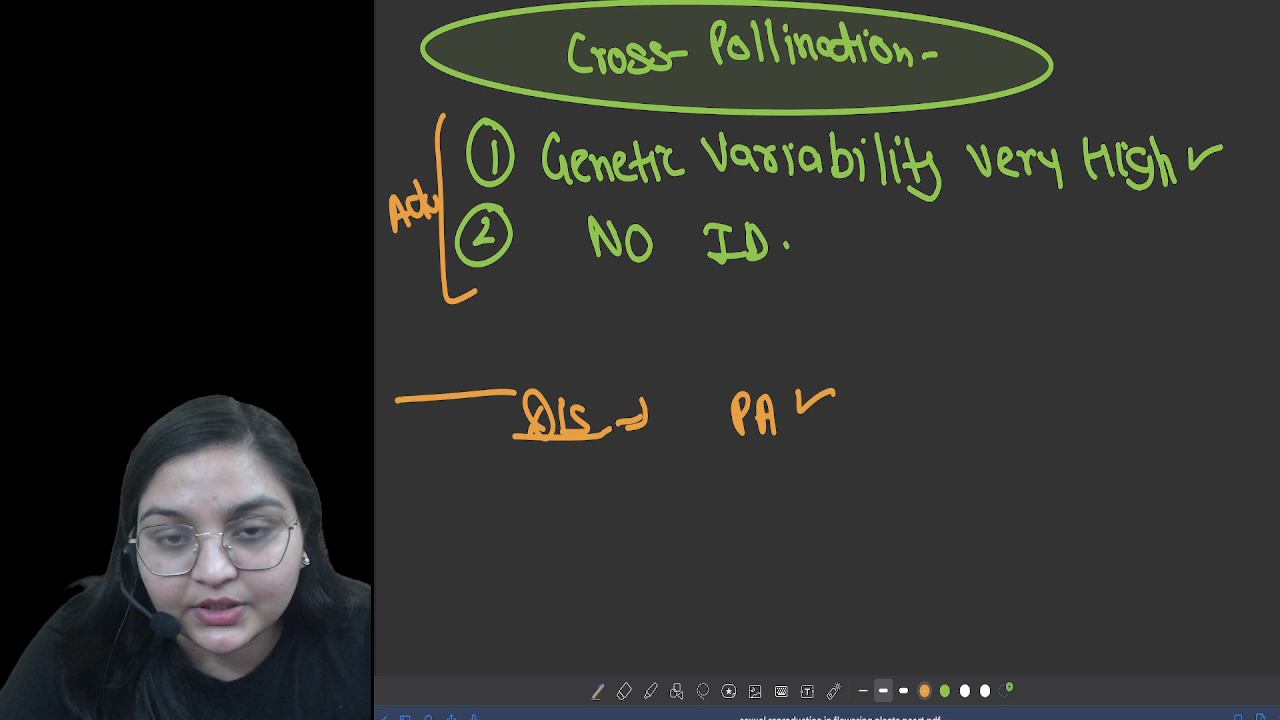 Cross- Pollination-
① Genetic Variability very High ✓
Adv
② NO ID.
DIS ⇒ PA ✓